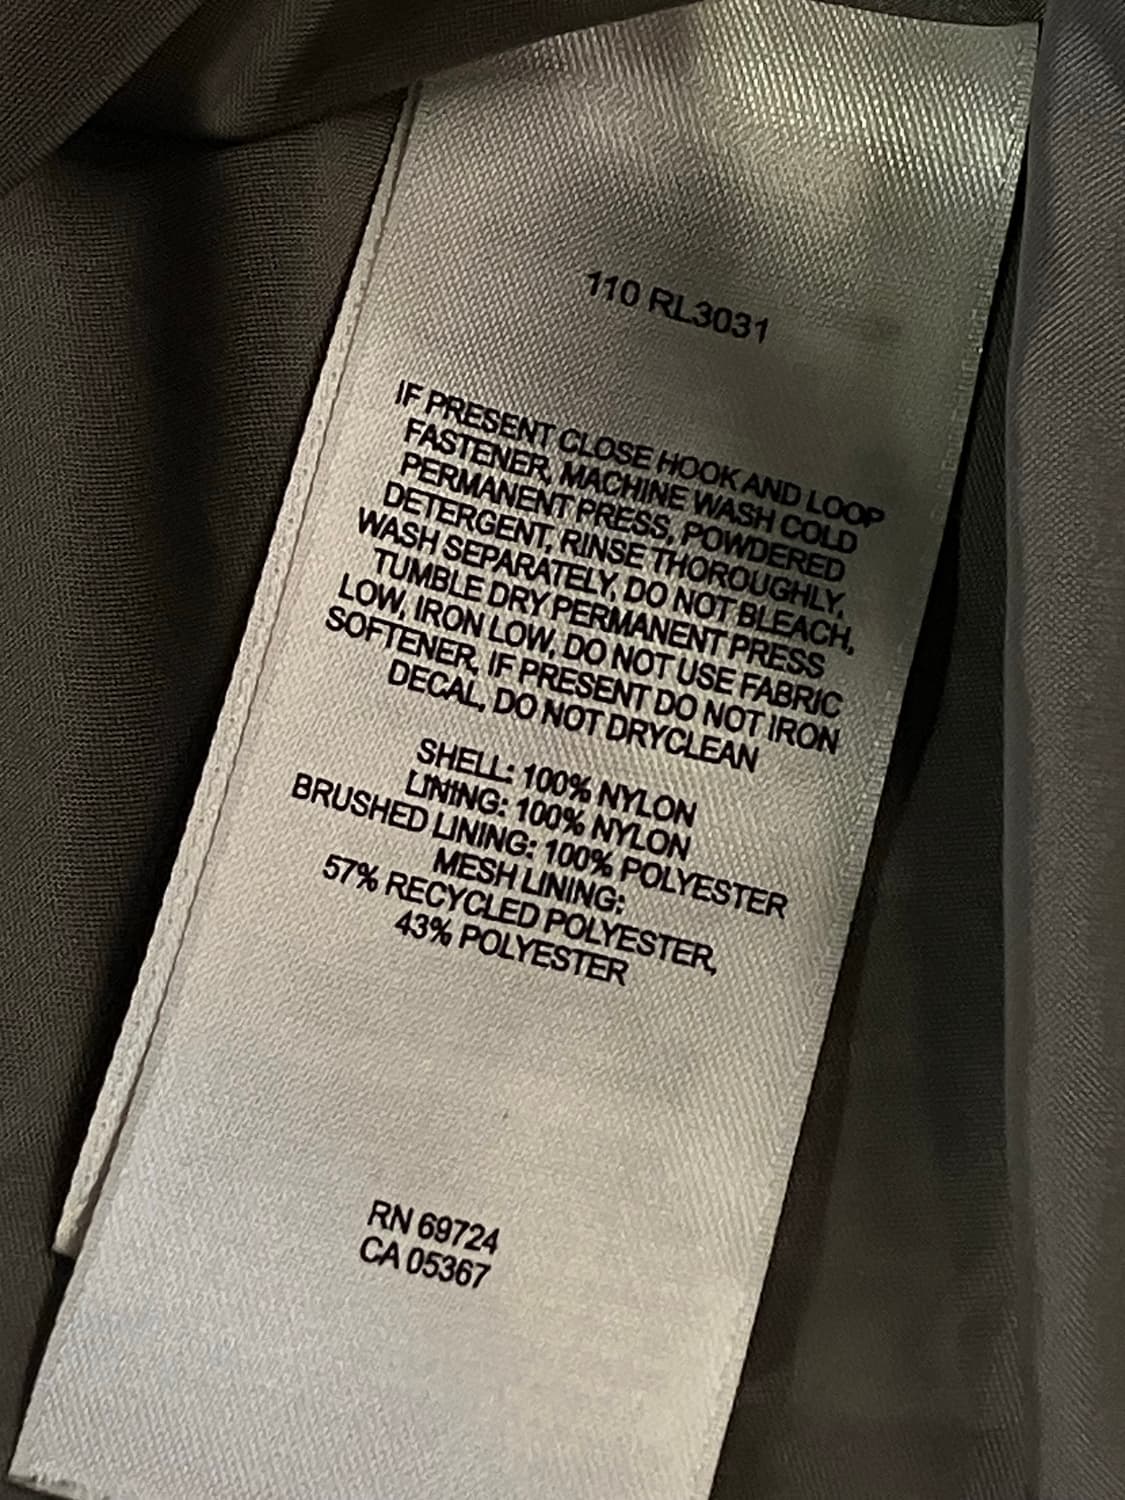 110 RL3031
IF PRESENT CLOSE HOOK AND LOOP
FASTENER, MACHINE WASH COLD
PERMANENT PRESS, POWDERED
DETERGENT, RINSE THOROUGHLY,
WASH SEPARATELY, DO NOT BLEACH,
TUMBLE DRY PERMANENT PRESS
LOW, IRON LOW, DO NOT USE FABRIC
SOFTENER, IF PRESENT DO NOT IRON
DECAL, DO NOT DRYCLEAN
SHELL: 100% NYLON
LINING: 100% NYLON
BRUSHED LINING: 100% POLYESTER
MESH LINING:
57% RECYCLED POLYESTER,
43% POLYESTER
RN 69724
CA 05367